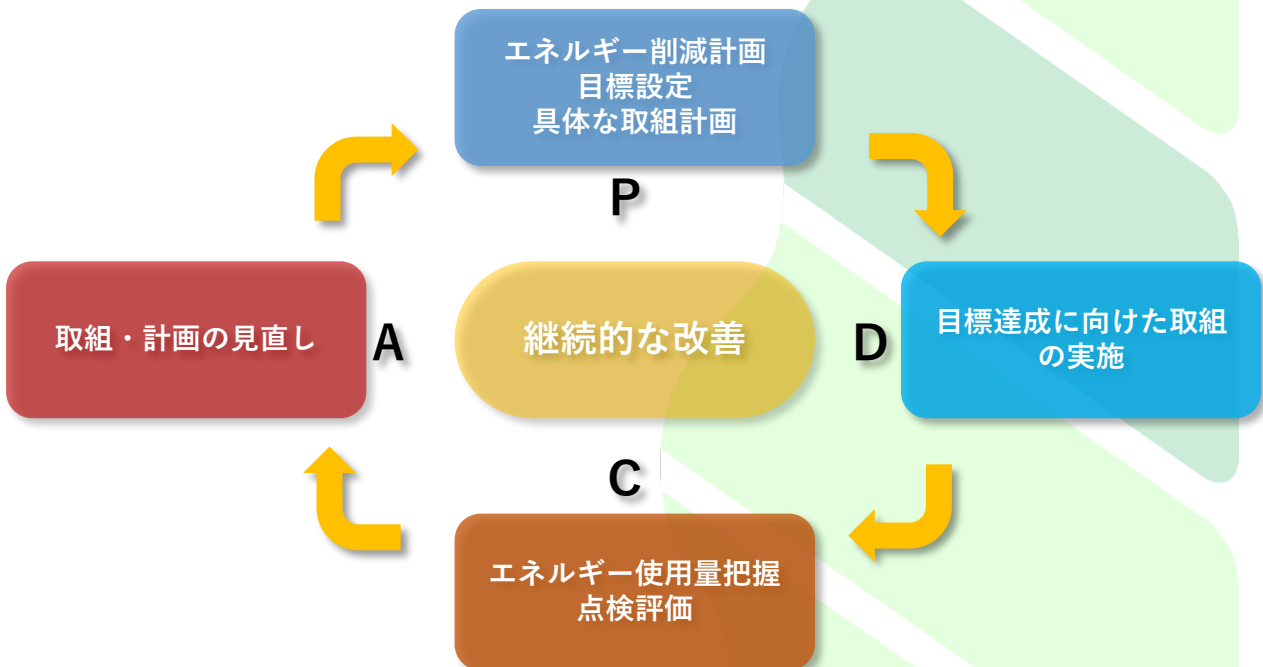 エネルギー削減計画
目標設定
具体な取組計画
P
取組・計画の見直し
A
継続的な改善
D
目標達成に向けた取組
の実施
C
エネルギー使用量把握
点検評価